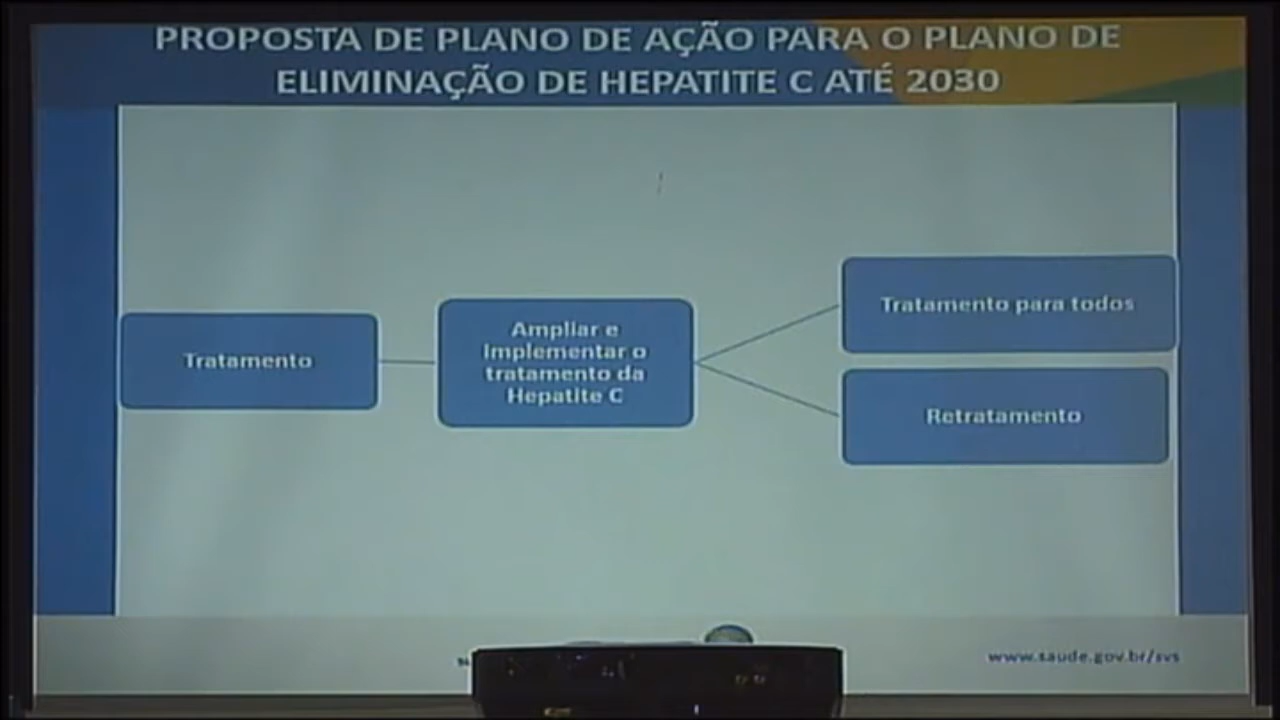 PROPOSTA DE PLANO DE AÇÃO PARA O PLANO DE
ELIMINAÇÃO DE HEPATITE C ATÉ 2030
Tratamento
Ampliar e
Implementar o
tratamento da
Hepatite C
Tratamento para todos
Retratamento
www.saude.gov.br/svs